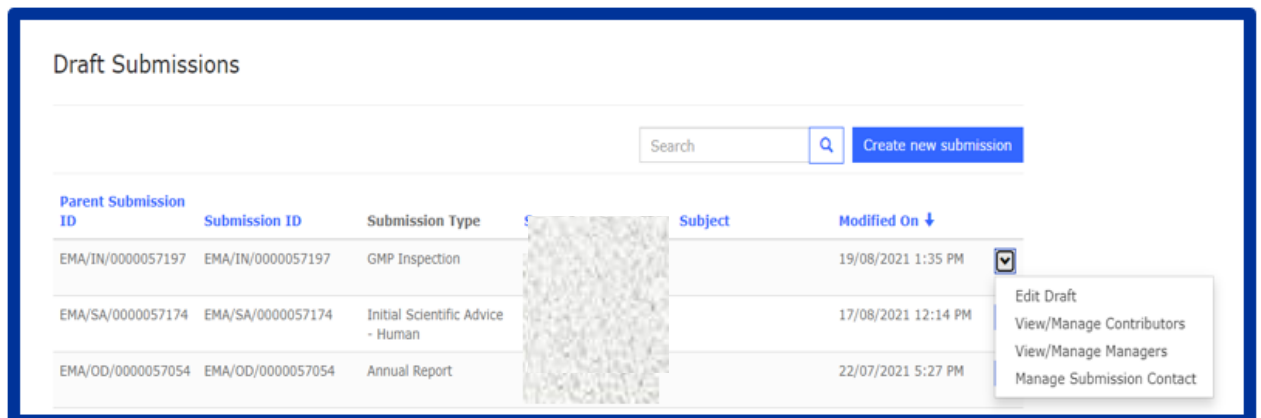 Draft Submissions
Search
Create new submission
Parent Submission
ID
Submission ID
Submission Type
Subject
Modified On ↓
EMA/IN/0000057197 EMA/IN/0000057197 GMP Inspection 19/08/2021 1:35 PM
Edit Draft
EMA/SA/0000057174 EMA/SA/0000057174 Initial Scientific Advice 17/08/2021 12:14 PM
- Human
View/Manage Contributors
View/Manage Managers
EMA/OD/0000057054 EMA/OD/0000057054 Annual Report 22/07/2021 5:27 PM
Manage Submission Contact